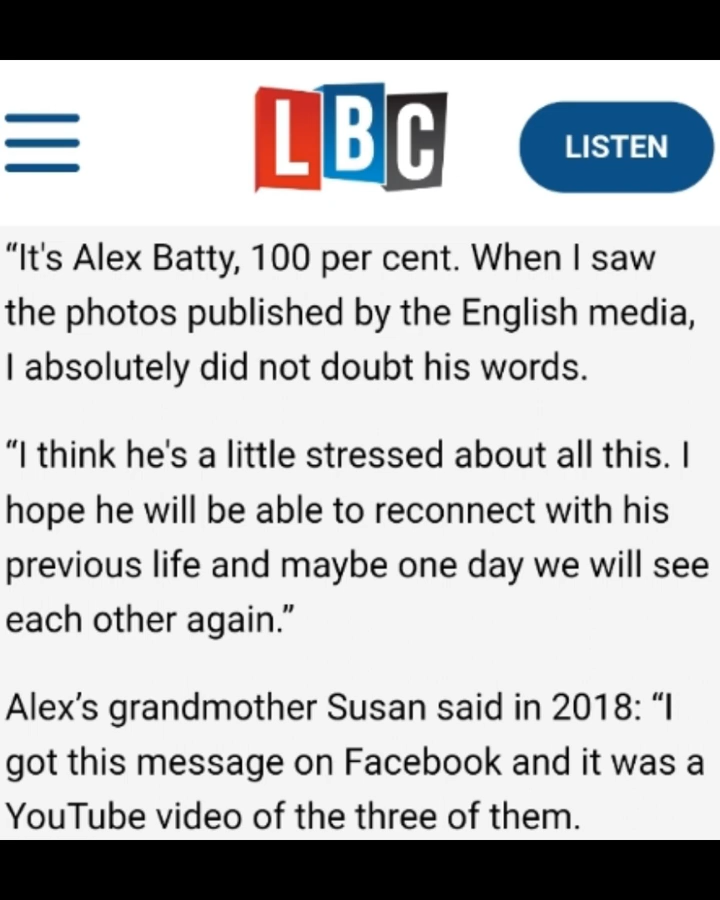 LBC
LISTEN
“It's Alex Batty, 100 per cent. When I saw
the photos published by the English media,
I absolutely did not doubt his words.
“I think he's a little stressed about all this. I
hope he will be able to reconnect with his
previous life and maybe one day we will see
each other again.”
Alex’s grandmother Susan said in 2018: “I
got this message on Facebook and it was a
YouTube video of the three of them.